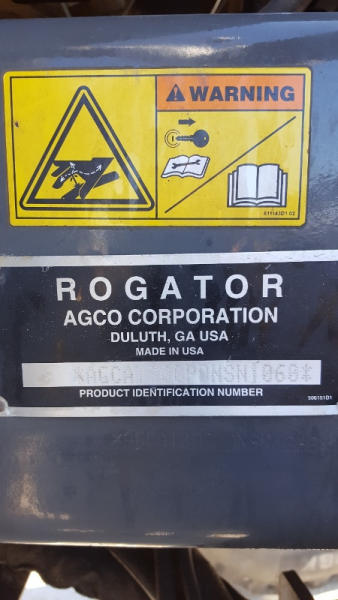 WARNING
ROGATOR
AGCO CORPORATION
DULUTH, GA USA
MADE IN USA
PRODUCT IDENTIFICATION NUMBER